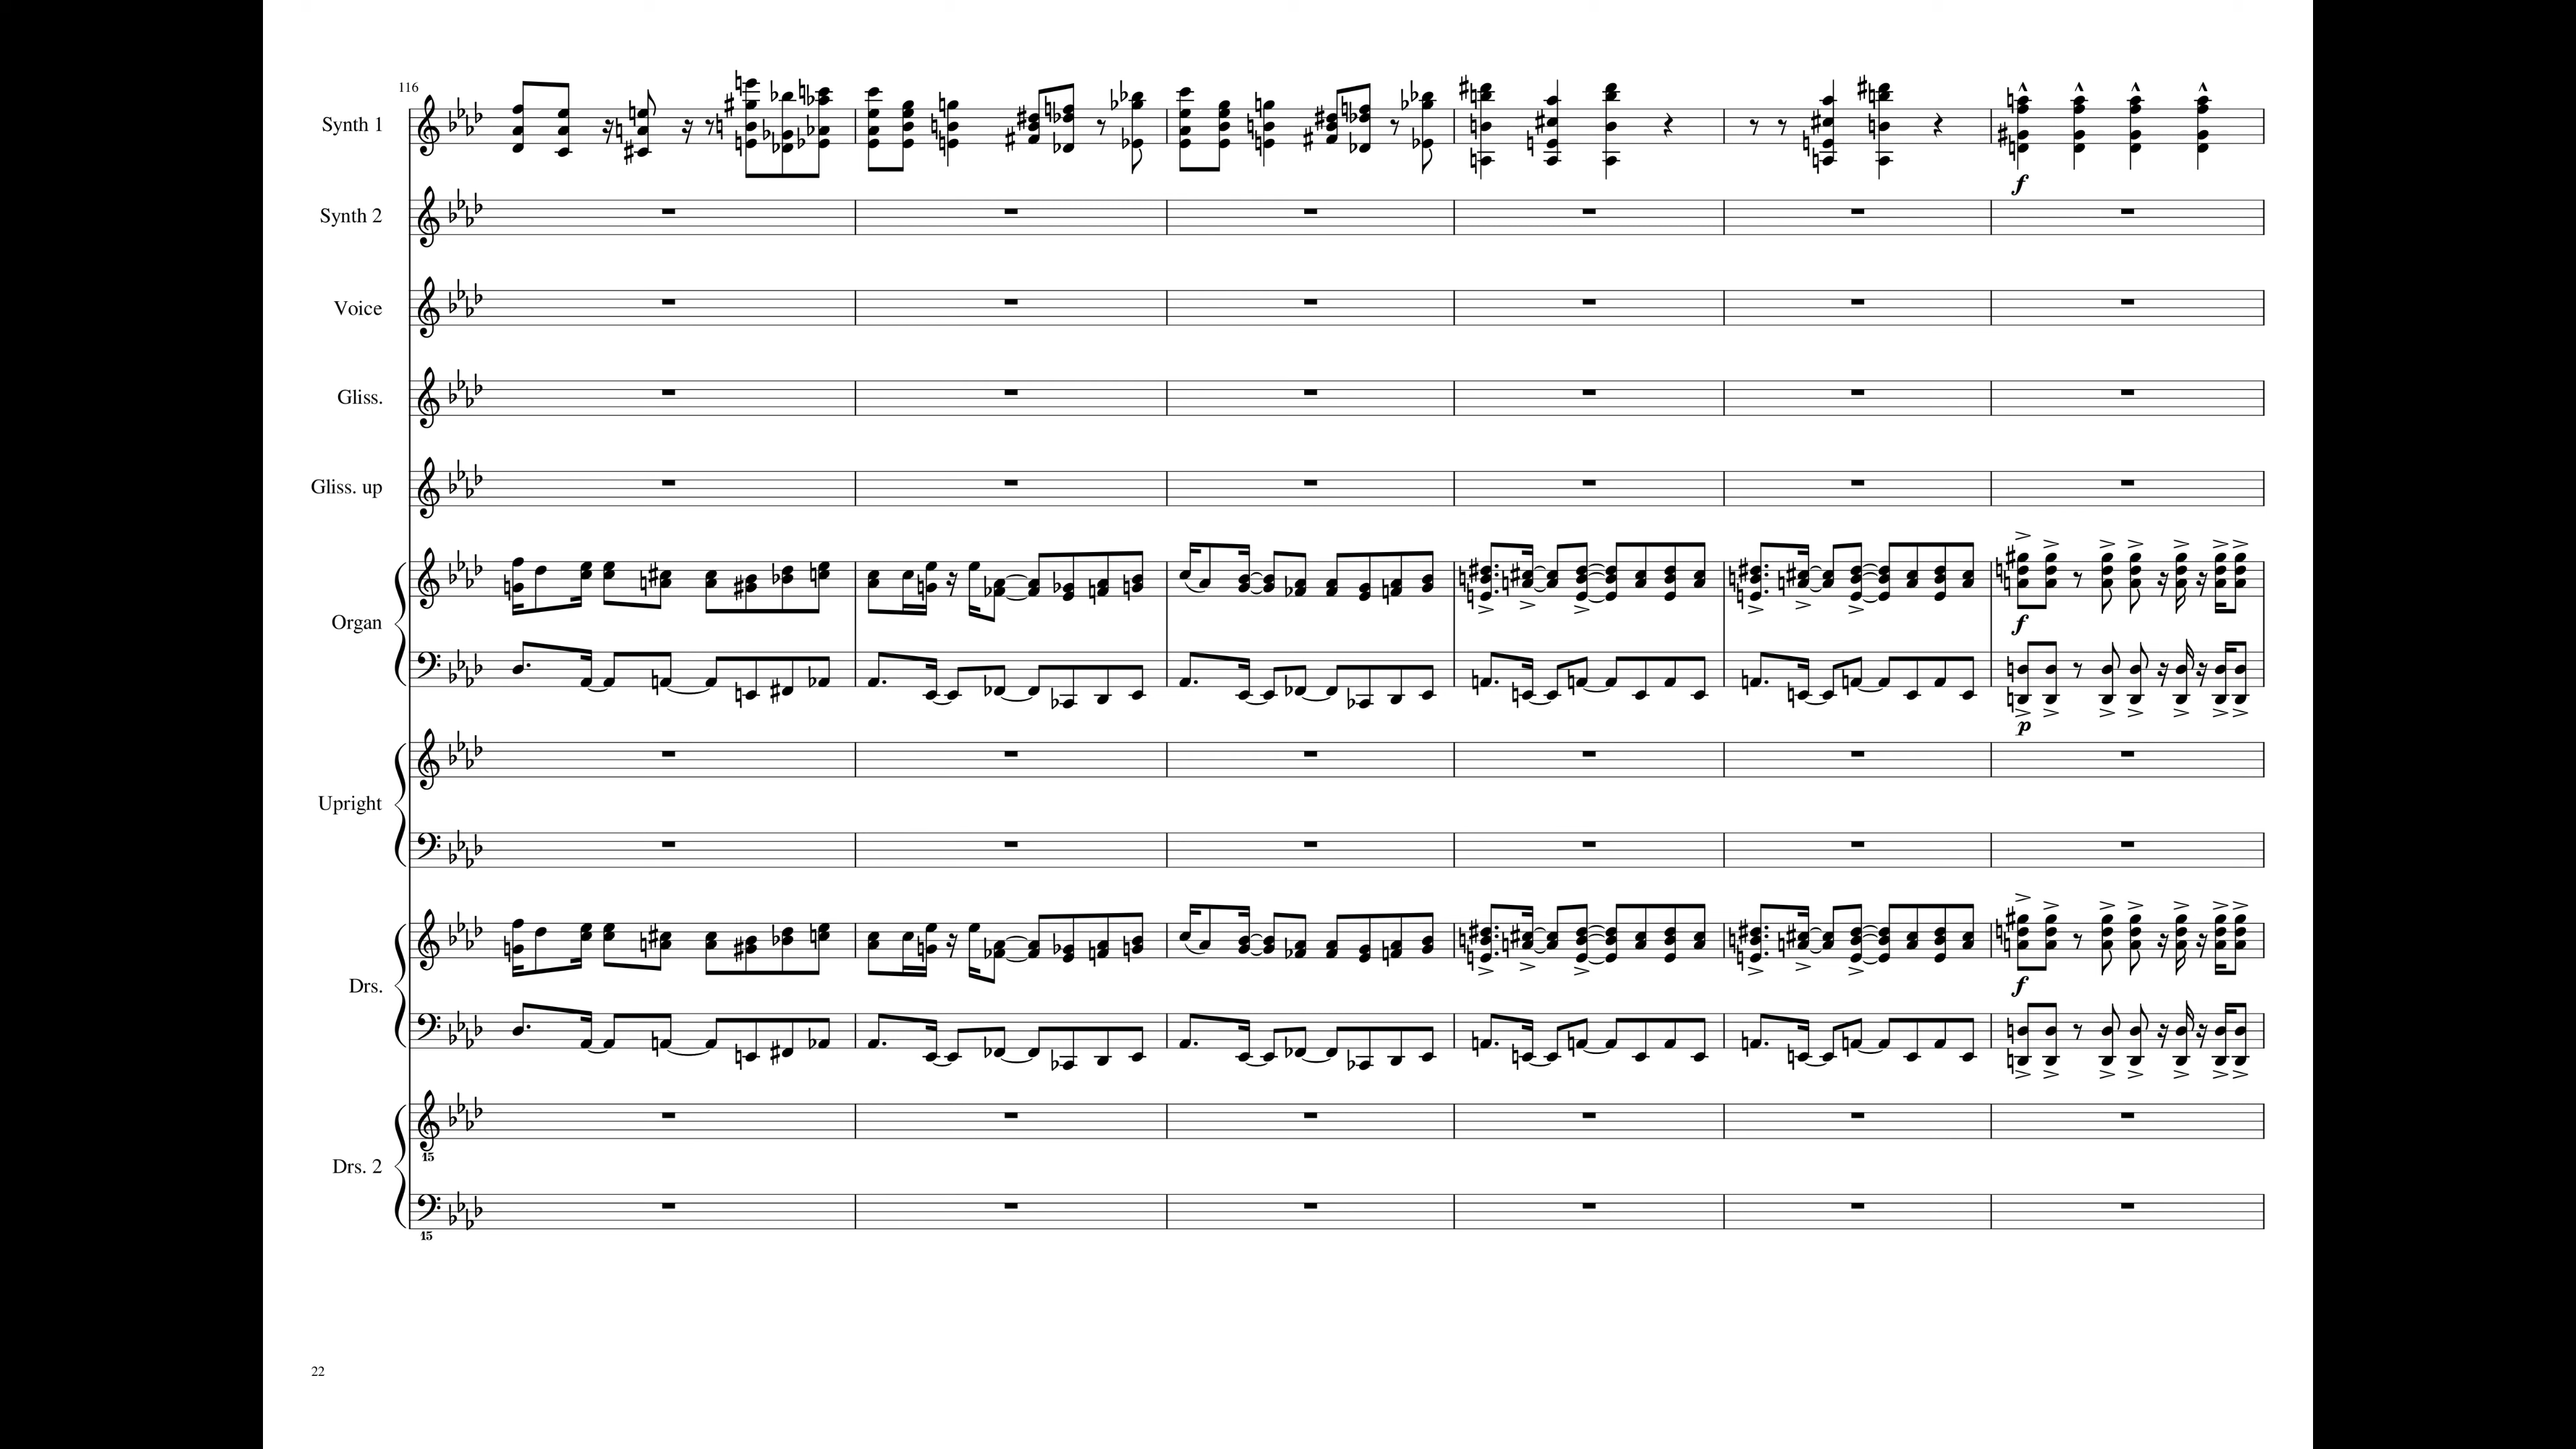 116
Synth 1
f
Synth 2
Voice
Gliss.
Gliss. up
Organ
f
p
Upright
Drs.
f
15
Drs. 2
15
22